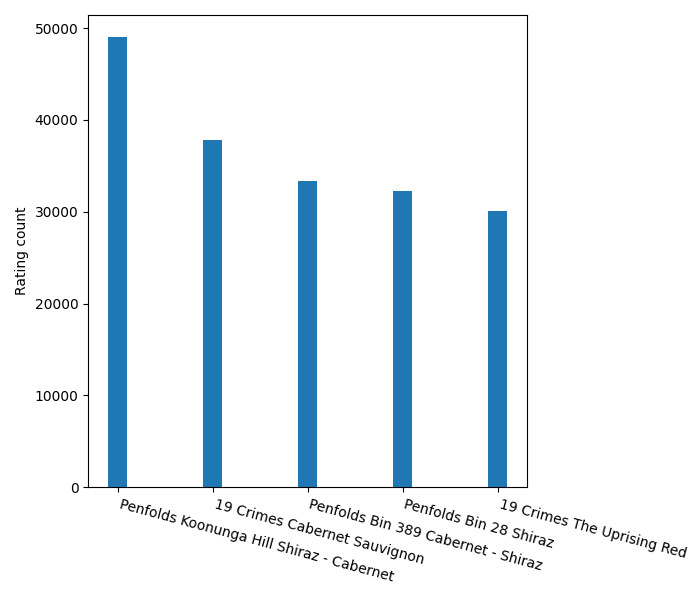 50000
40000
30000
20000
10000
0
Rating count
Penfolds Koonunga Hill Shiraz - Cabernet
19 Crimes Cabernet Sauvignon
Penfolds Bin 389 Cabernet - Shiraz
Penfolds Bin 28 Shiraz
19 Crimes The Uprising Red